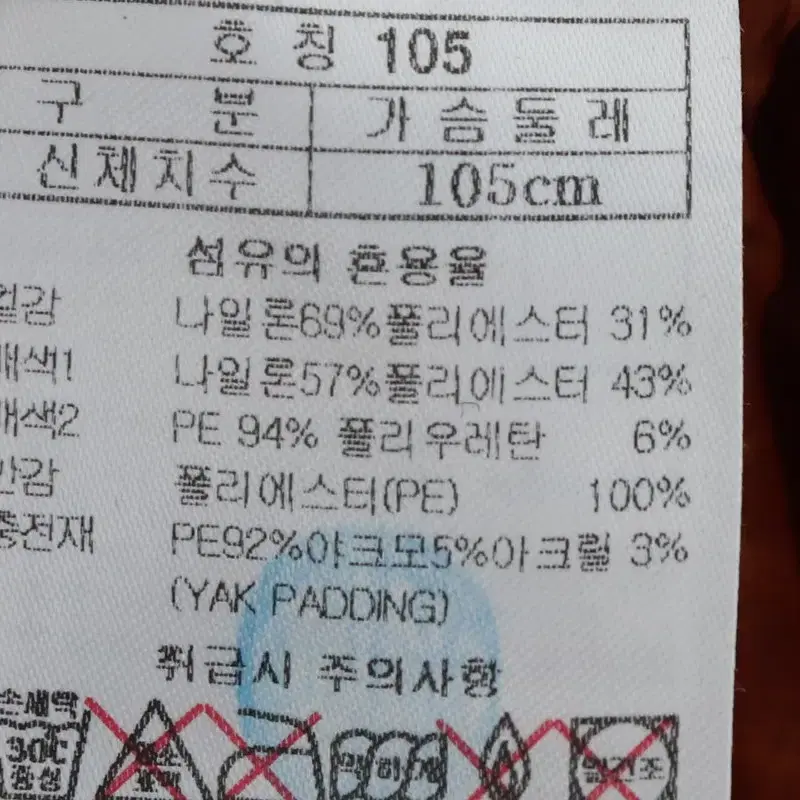 호 칭 105
구 분 가 슴 둘 레
신체치수 105cm
섬유의 혼용율
겉감 나일론69%폴리에스터 31%
배색1 나일론57%폴리에스터 43%
배색2 PE 94% 폴리우레탄 6%
안감 폴리에스터(PE) 100%
충전재 PE92%야크모5%아크릴 3%
(YAK PADDING)
취급시 주의사항
손세탁
30℃
중성